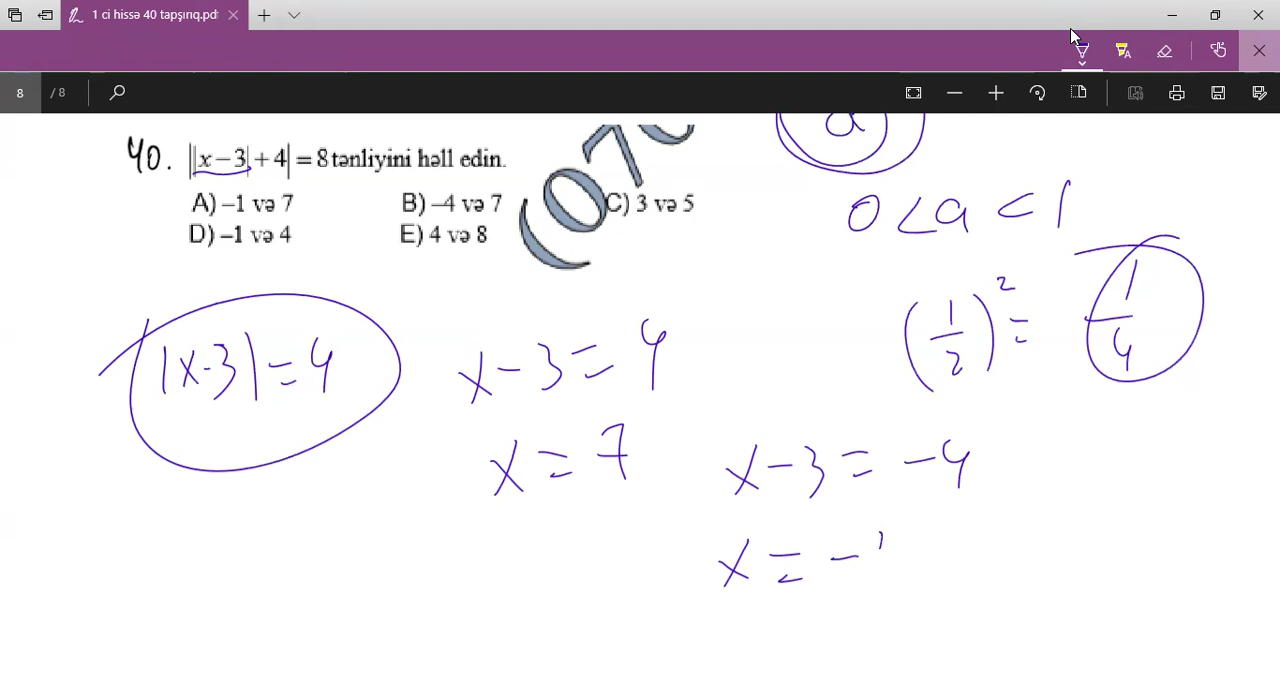 1 ci hissə 40 tapşırıq.pdf
8 / 8
40. ||x – 3| + 4| = 8 tənliyini həll edin.
A) –1 və 7 B) –4 və 7 C) 3 və 5
D) –1 və 4 E) 4 və 8
(070
a
0 < a < 1
(1/2)² = 1/4
|x-3| = 4
x - 3 = 4
x = 7
x - 3 = -4
x = -1